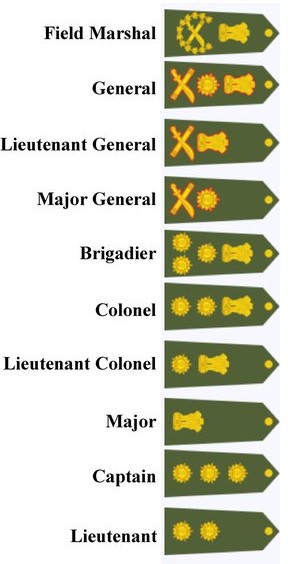 Field Marshal
General
Lieutenant General
Major General
Brigadier
Colonel
Lieutenant Colonel
Major
Captain
Lieutenant